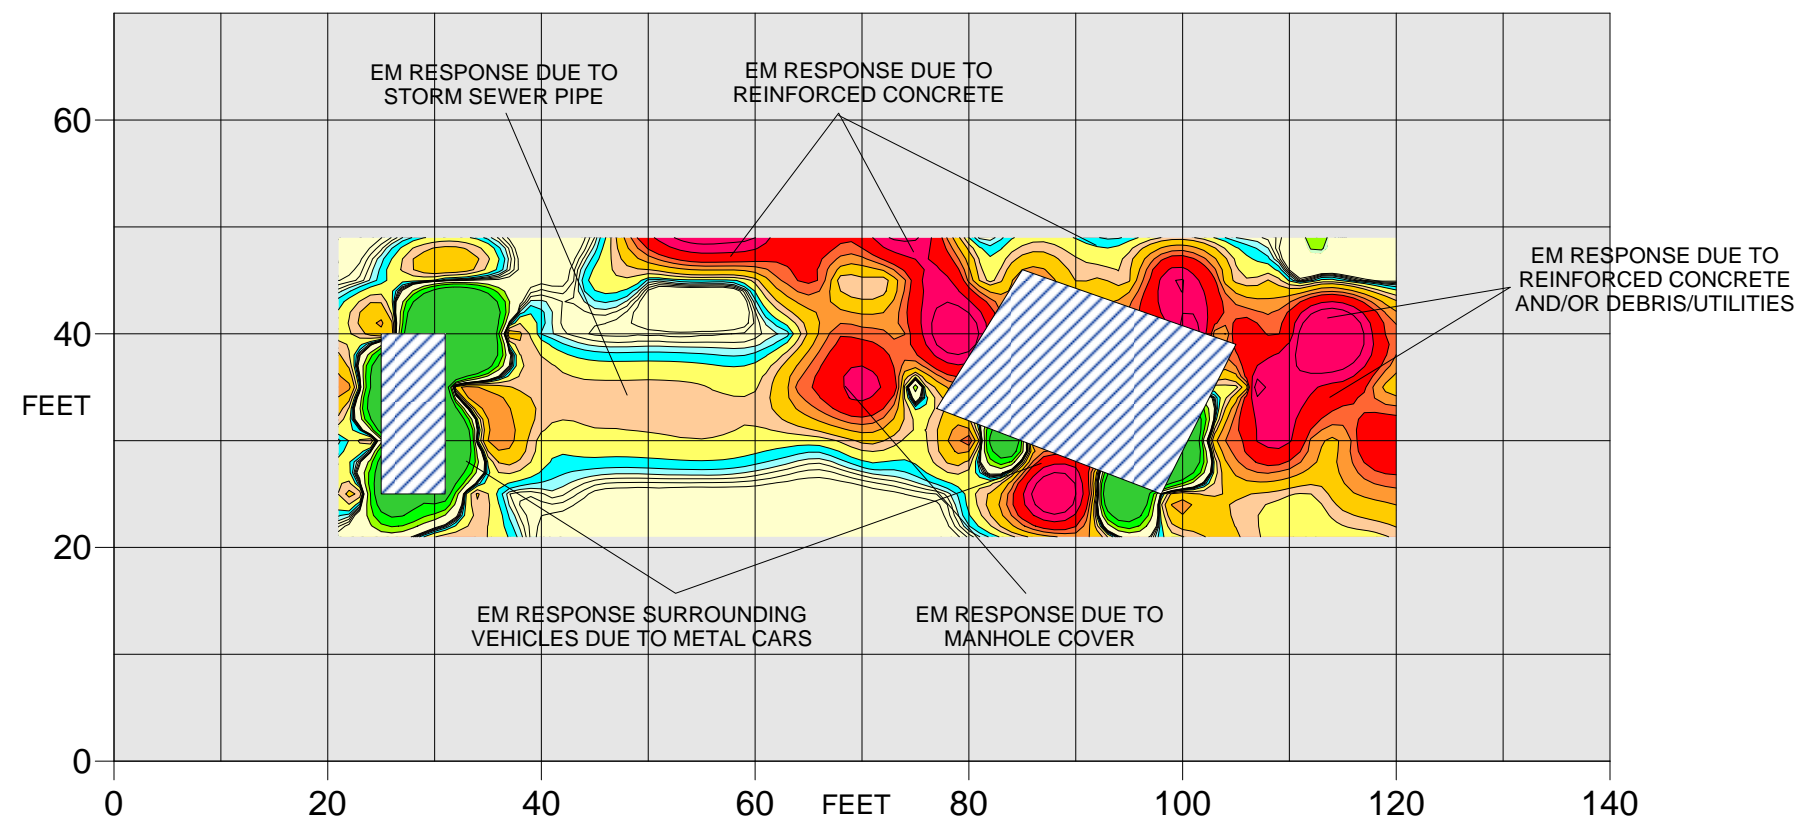 EM RESPONSE DUE TO
STORM SEWER PIPE
EM RESPONSE DUE TO
REINFORCED CONCRETE
60
EM RESPONSE DUE TO
REINFORCED CONCRETE
AND/OR DEBRIS/UTILITIES
40
FEET
20
EM RESPONSE SURROUNDING
VEHICLES DUE TO METAL CARS
EM RESPONSE DUE TO
MANHOLE COVER
0
0 20 40 60 FEET 80 100 120 140